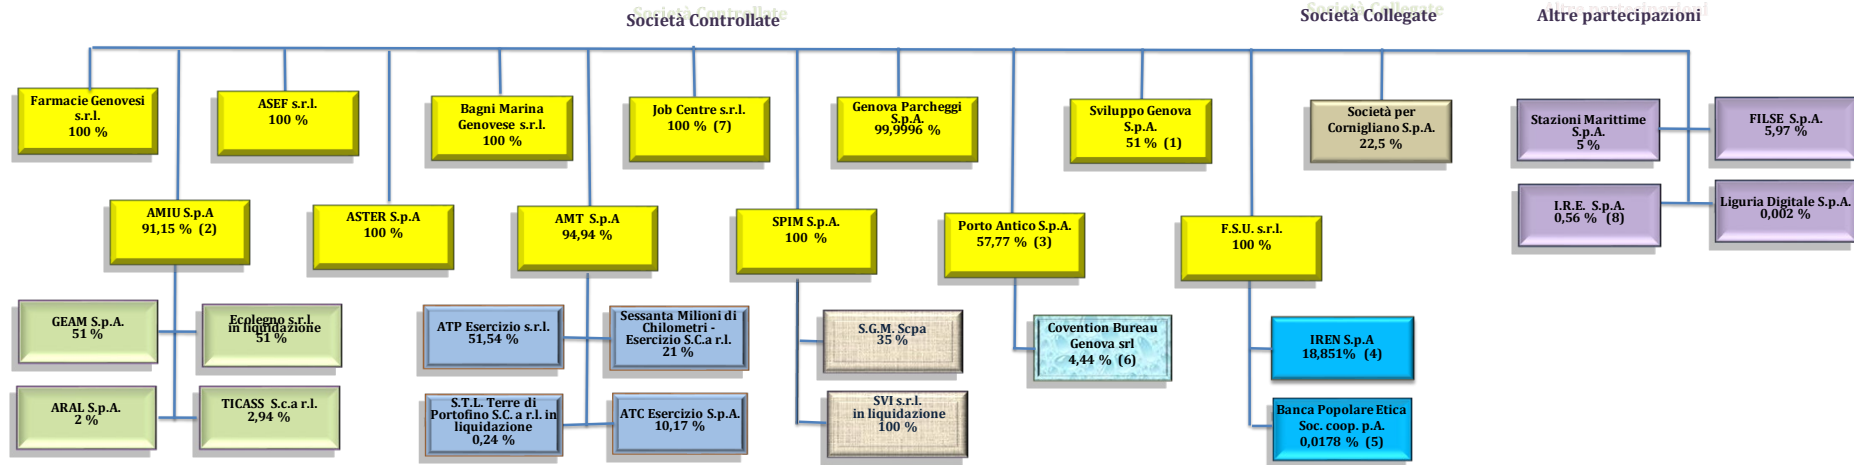 Società Controllate
Società Collegate
Altre partecipazioni
Farmacie Genovesi
s.r.l.
100 %
ASEF s.r.l.
100 %
Bagni Marina
Genovese s.r.l.
100 %
Job Centre s.r.l.
100 % (7)
Genova Parcheggi
S.p.A.
99,9996 %
Sviluppo Genova
S.p.A.
51 % (1)
Società per
Cornigliano S.p.A.
22,5 %
Stazioni Marittime
S.p.A.
5 %
FILSE S.p.A.
5,97 %
AMIU S.p.A
91,15 % (2)
ASTER S.p.A
100 %
AMT S.p.A
94,94 %
SPIM S.p.A.
100 %
Porto Antico S.p.A.
57,77 % (3)
F.S.U. s.r.l.
100 %
I.R.E. S.p.A.
0,56 % (8)
Liguria Digitale S.p.A.
0,002 %
GEAM S.p.A.
51 %
Ecolegno s.r.l.
in liquidazione
51 %
ATP Esercizio s.r.l.
51,54 %
Sessanta Milioni di
Chilometri -
Esercizio S.C.a r.l.
21 %
S.G.M. Scpa
35 %
Covention Bureau
Genova srl
4,44 % (6)
IREN S.p.A
18,851% (4)
ARAL S.p.A.
2 %
TICASS S.c.a r.l.
2,94 %
S.T.L. Terre di
Portofino S.C. a r.l. in
liquidazione
0,24 %
ATC Esercizio S.p.A.
10,17 %
SVI s.r.l.
in liquidazione
100 %
Banca Popolare Etica
Soc. coop. p.A.
0,0178 % (5)